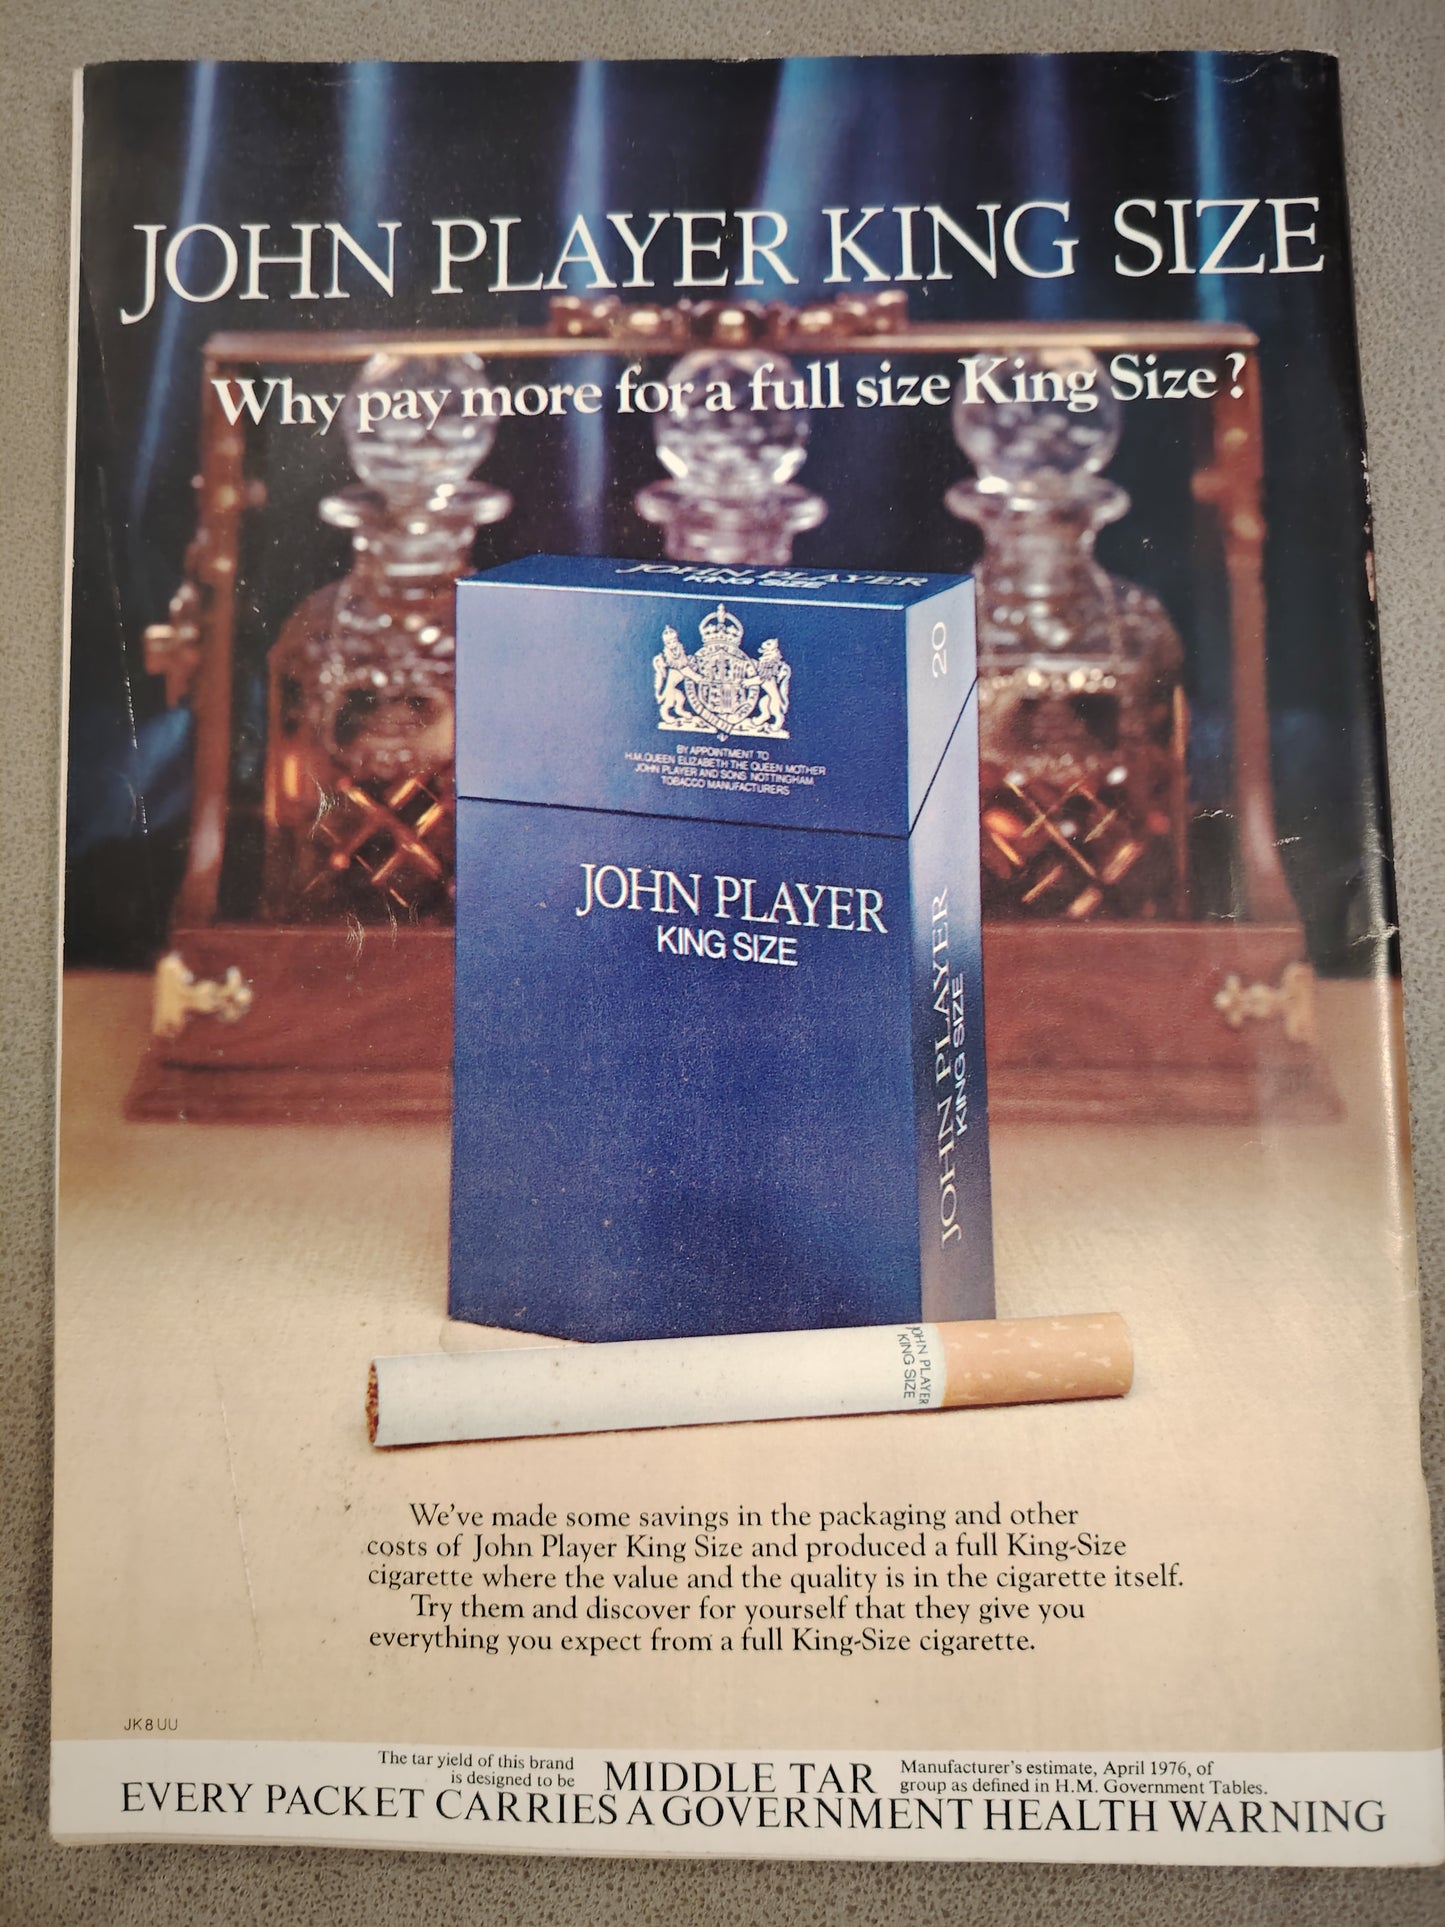 JOHN PLAYER KING SIZE
Why pay more for a full size King Size?
JOHN PLAYER
KING SIZE
20
BY APPOINTMENT TO
H.M. QUEEN ELIZABETH THE QUEEN MOTHER
JOHN PLAYER AND SONS NOTTINGHAM
TOBACCO MANUFACTURERS
JOHN PLAYER
KING SIZE
JOHN PLAYER
KING SIZE
JOHN PLAYER
KING SIZE
We've made some savings in the packaging and other
costs of John Player King Size and produced a full King-Size
cigarette where the value and the quality is in the cigarette itself.
Try them and discover for yourself that they give you
everything you expect from a full King-Size cigarette.
JK8UU
The tar yield of this brand
is designed to be
MIDDLE TAR
Manufacturer's estimate, April 1976, of
group as defined in H.M. Government Tables.
EVERY PACKET CARRIES A GOVERNMENT HEALTH WARNING